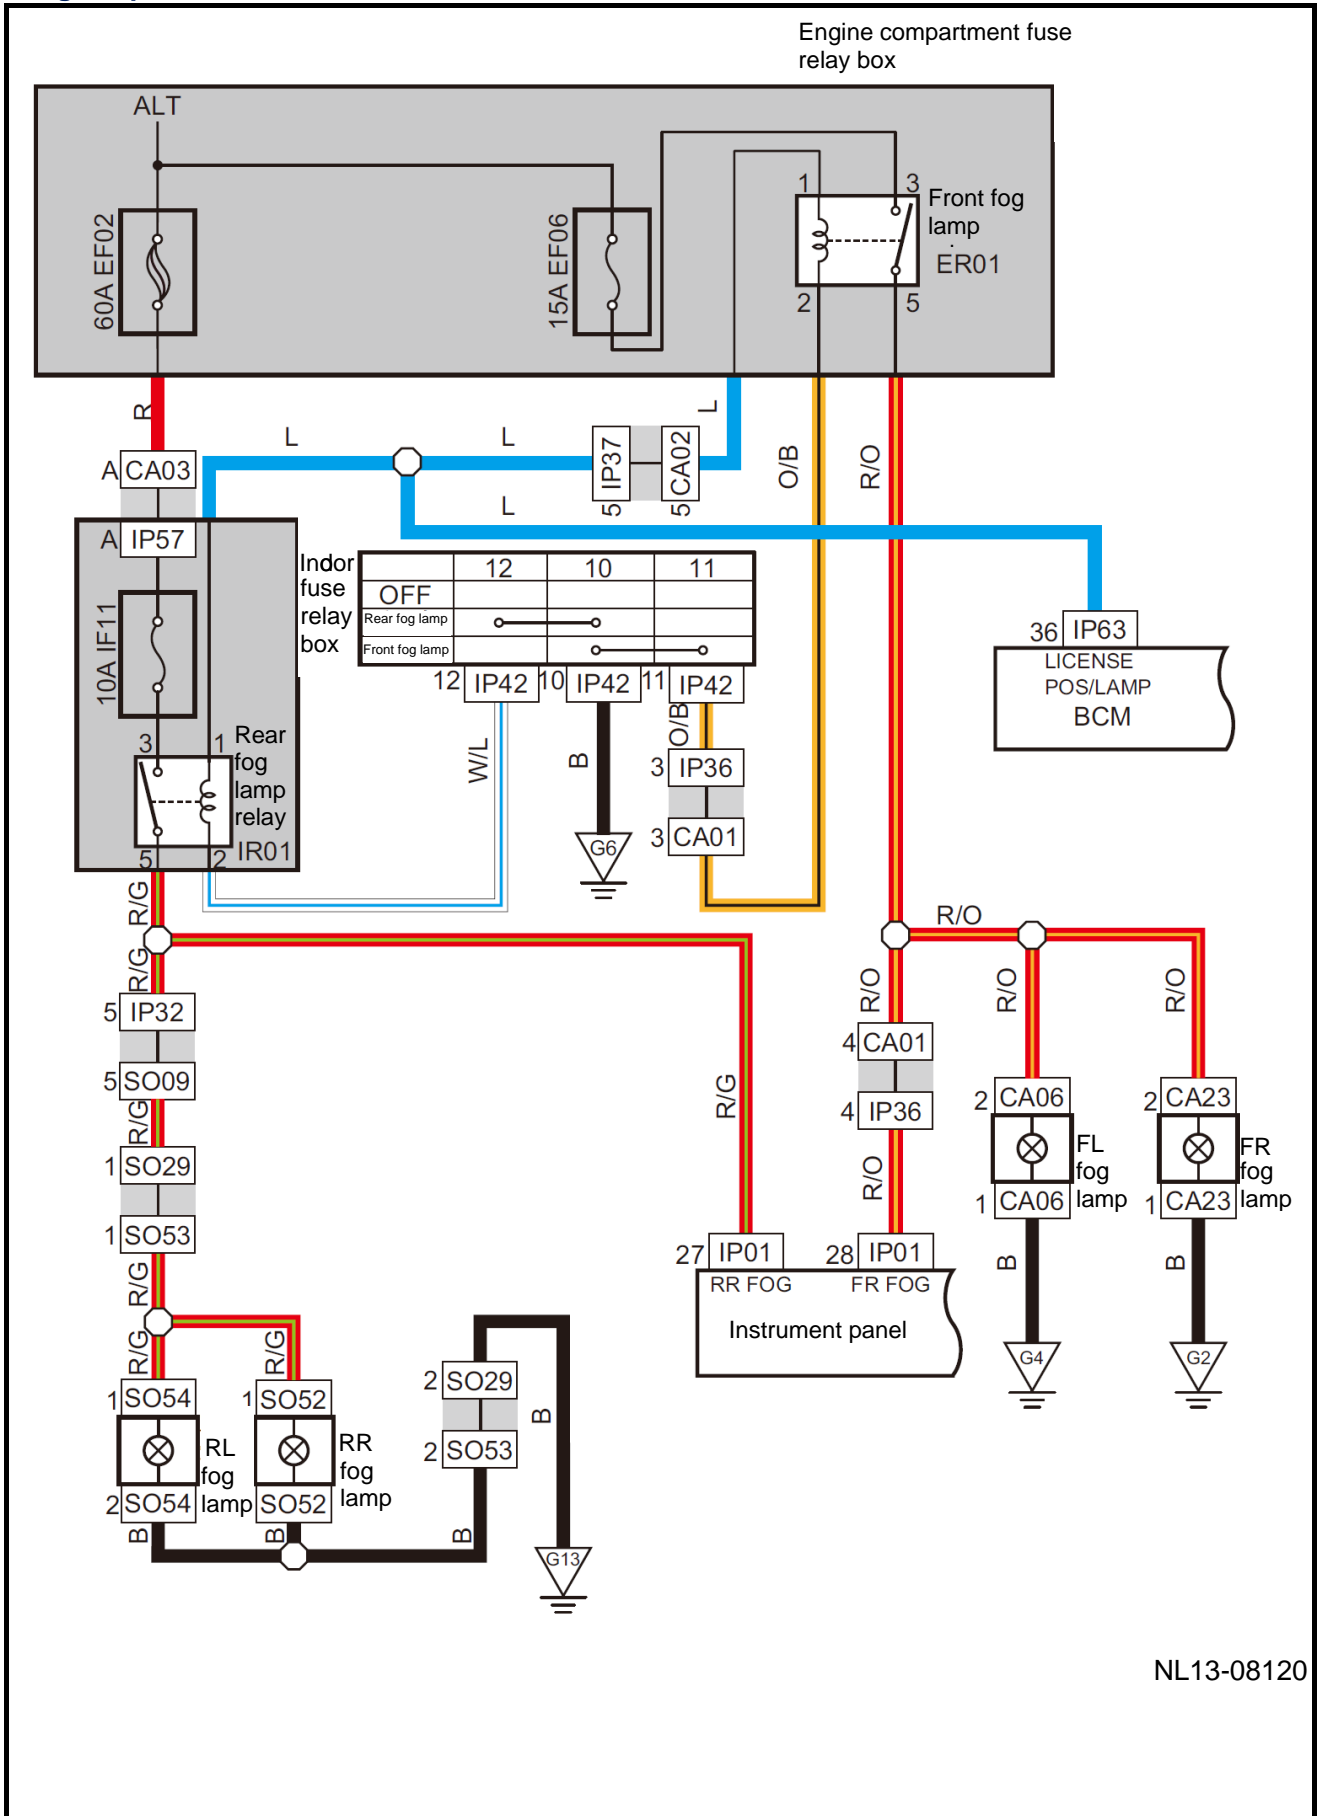 Engine compartment fuse
relay box
ALT
60A EF02
15A EF06
1
3
Front fog
lamp
ER01
2
5
R
L
L
L
O/B
R/O
A CA03
5 IP37
5 CA02
L
A IP57
Indor
fuse
relay
box
12 10 11
OFF
Rear fog lamp
Front fog lamp
10A IF11
36 IP63
LICENSE
POS/LAMP
BCM
12 IP42
10 IP42
11 IP42
3
1
Rear
fog
lamp
relay
IR01
5
2
W/L
B
O/B
3 IP36
3 CA01
G6
R/G
R/G
R/O
R/O
R/O
R/O
5 IP32
5 SO09
R/G
R/G
4 CA01
4 IP36
R/O
2 CA06
FL
fog
lamp
1 CA06
2 CA23
FR
fog
lamp
1 CA23
1 SO29
1 SO53
R/G
27 IP01
28 IP01
RR FOG
FR FOG
Instrument panel
B
B
G4
G2
R/G
R/G
1 SO54
RL
fog
lamp
2 SO54
1 SO52
RR
fog
lamp
SO52
2 SO29
2 SO53
B
B
B
B
G13
NL13-08120